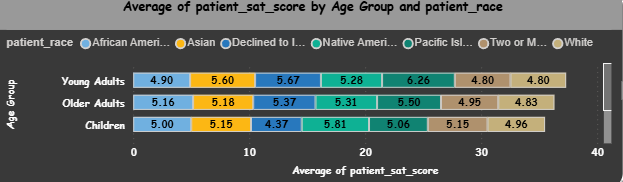 Average of patient_sat_score by Age Group and patient_race
patient_race African Ameri... Asian Declined to I... Native Ameri... Pacific Isl... Two or M... White
Age Group
Young Adults 4.90 5.60 5.67 5.28 6.26 4.80 4.80
Older Adults 5.16 5.18 5.37 5.31 5.50 4.95 4.83
Children 5.00 5.15 4.37 5.81 5.06 5.15 4.96
0 10 20 30 40
Average of patient_sat_score